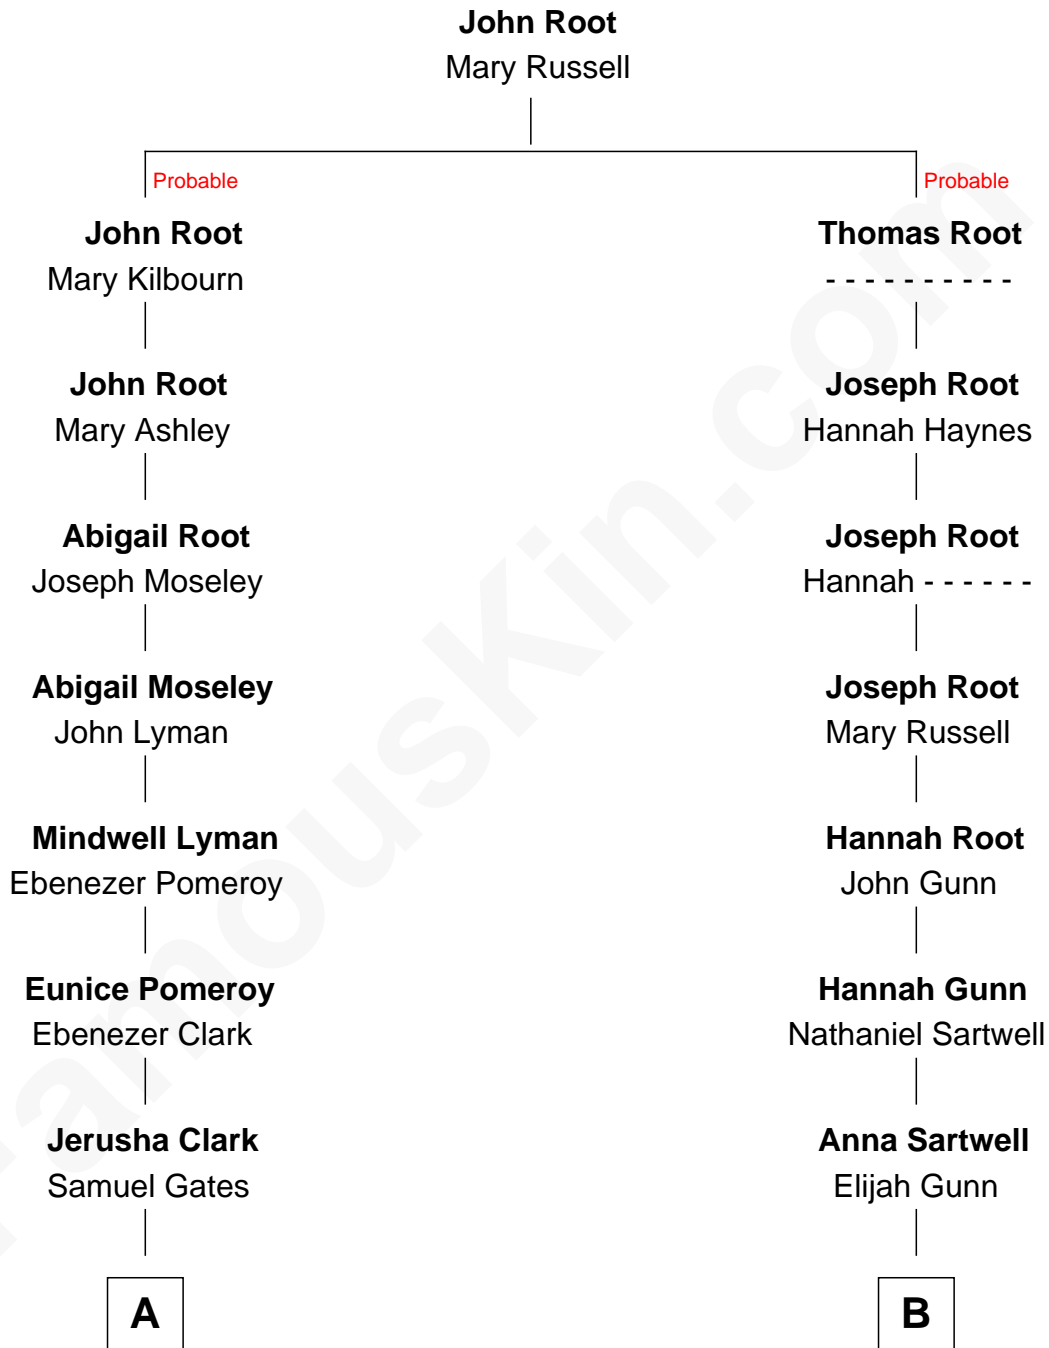 John Root
Mary Russell
Probable
Probable
John Root
Mary Kilbourn
Thomas Root
- - - - - - - - - -
John Root
Mary Ashley
Joseph Root
Hannah Haynes
Abigail Root
Joseph Moseley
Joseph Root
Hannah - - - - - -
Abigail Moseley
John Lyman
Joseph Root
Mary Russell
Mindwell Lyman
Ebenezer Pomeroy
Hannah Root
John Gunn
Eunice Pomeroy
Ebenezer Clark
Hannah Gunn
Nathaniel Sartwell
Jerusha Clark
Samuel Gates
Anna Sartwell
Elijah Gunn
A
B
FamousKin.com